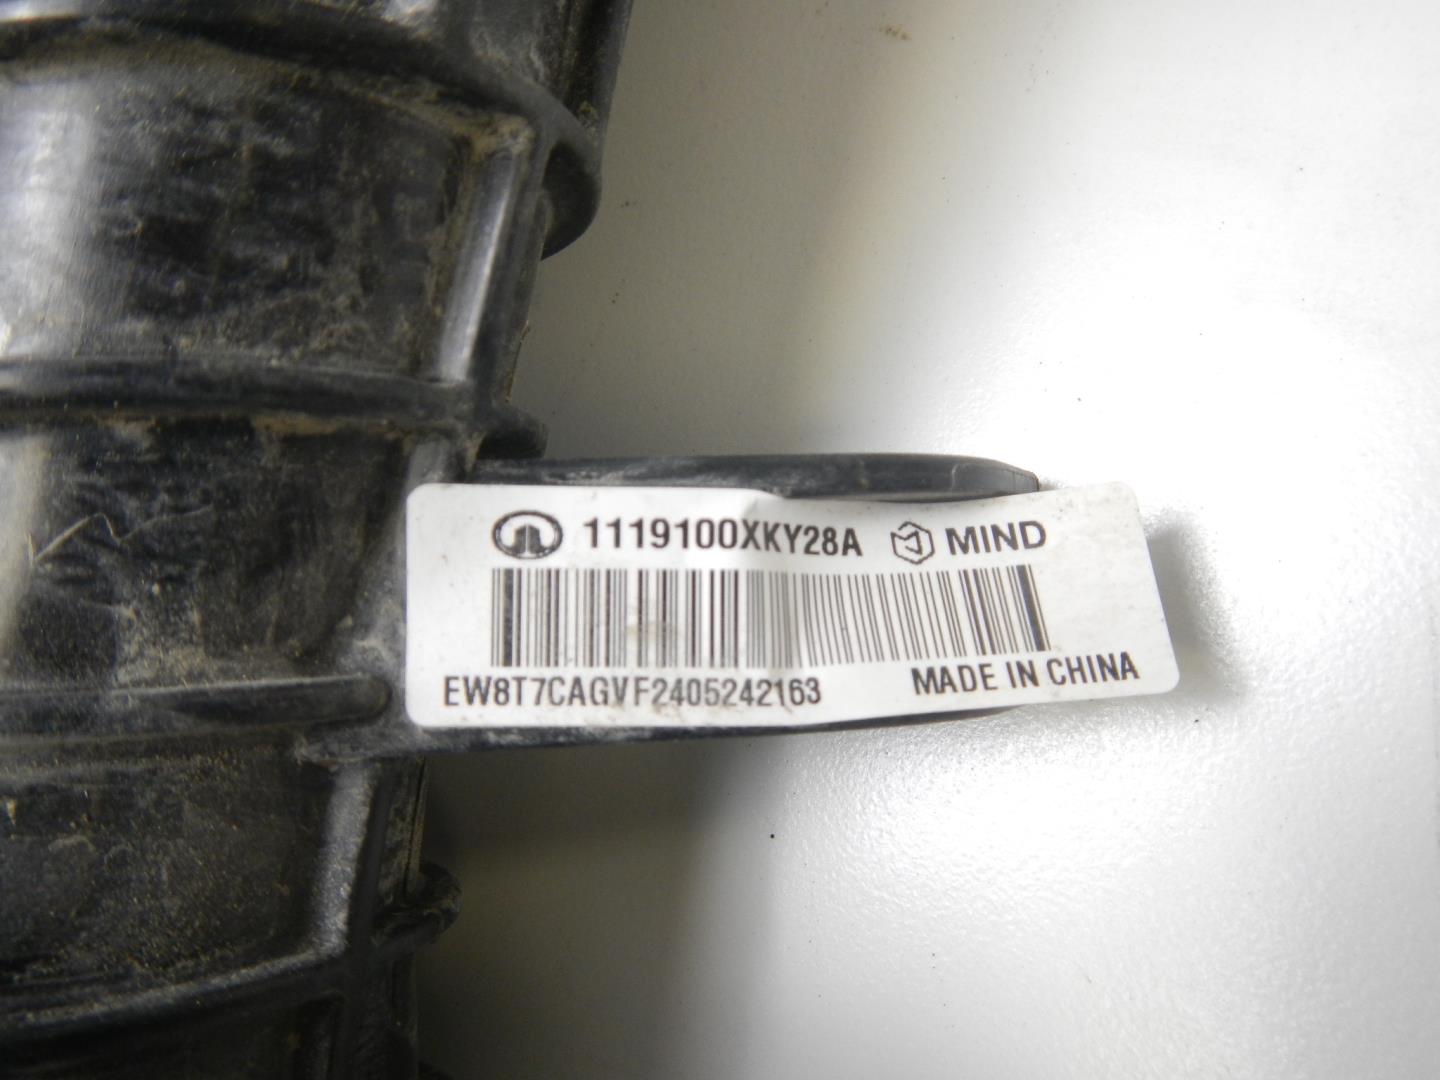 1119100XKY28A MIND
EW8T7CAGVF2405242163 MADE IN CHINA